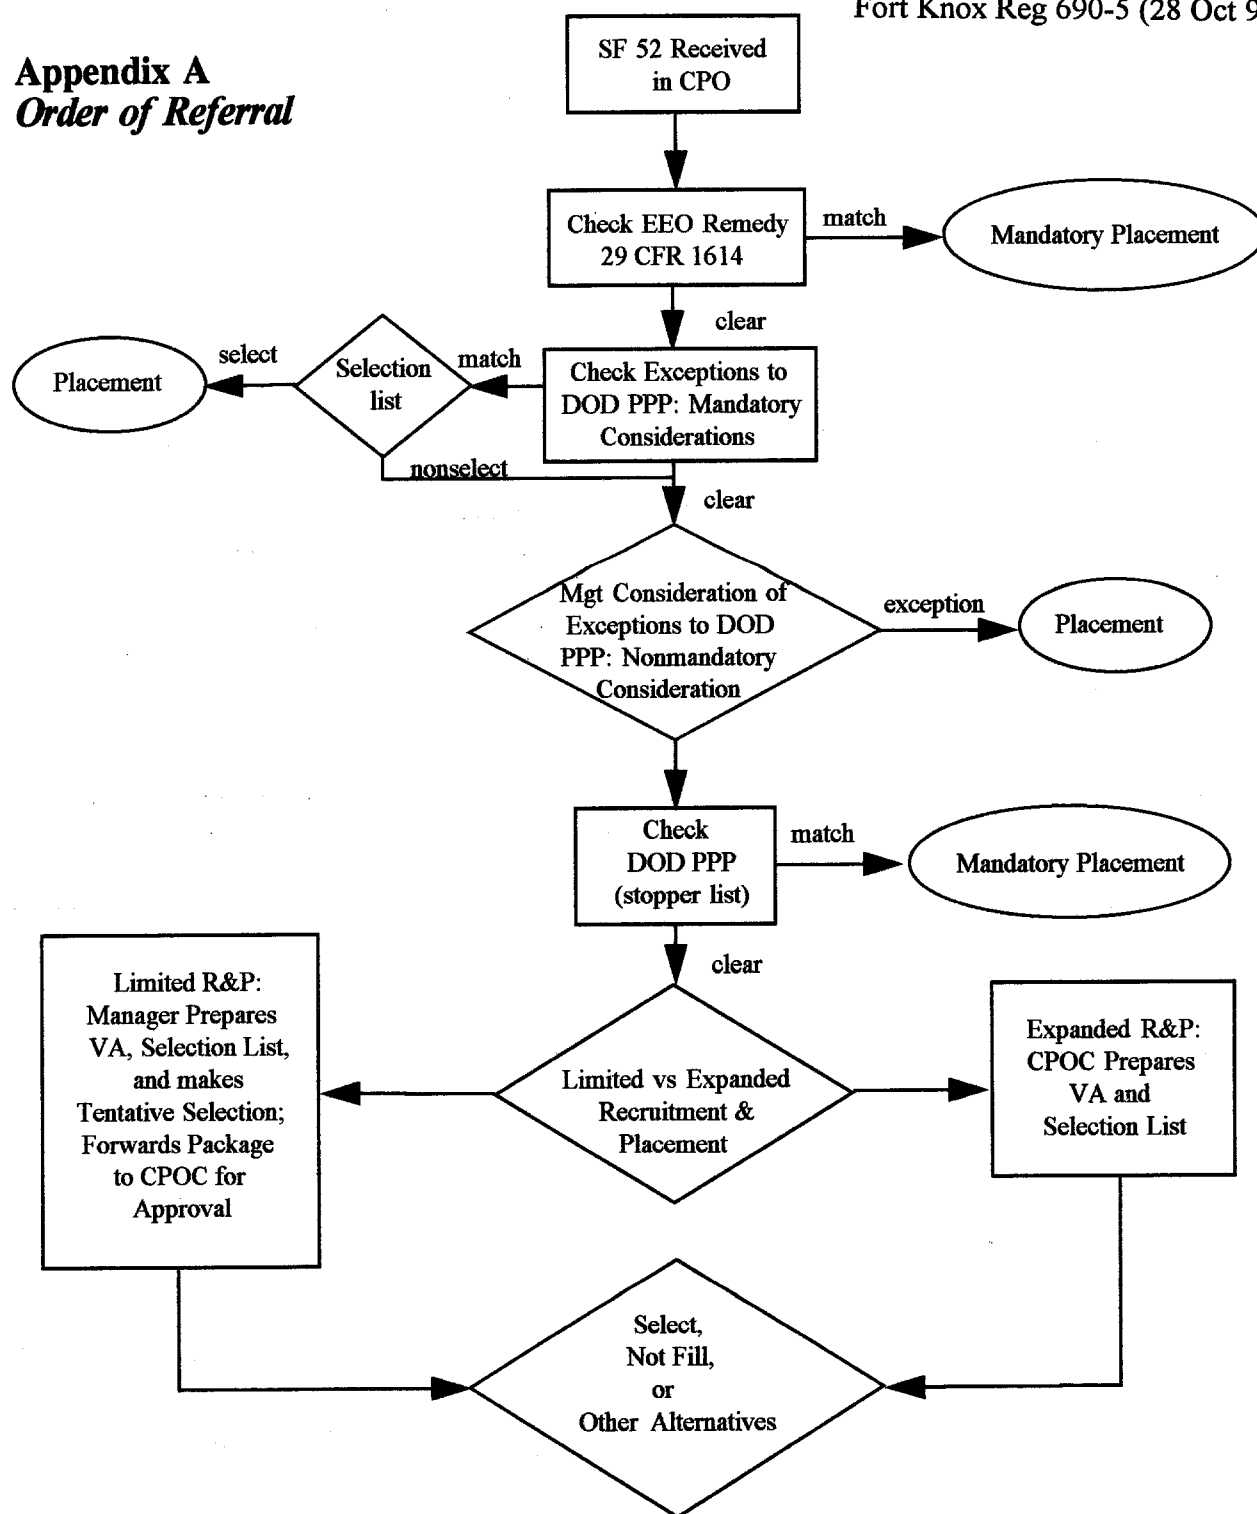 Fort Knox Reg 690-5 (28 Oct 9
Appendix A
Order of Referral
SF 52 Received
in CPO
Check EEO Remedy
29 CFR 1614
match
Mandatory Placement
clear
Check Exceptions to
DOD PPP: Mandatory
Considerations
match
Selection
list
select
Placement
nonselect
clear
Mgt Consideration of
Exceptions to DOD
PPP: Nonmandatory
Consideration
exception
Placement
Check
DOD PPP
(stopper list)
match
Mandatory Placement
clear
Limited vs Expanded
Recruitment &
Placement
Limited R&P:
Manager Prepares
VA, Selection List,
and makes
Tentative Selection;
Forwards Package
to CPOC for
Approval
Expanded R&P:
CPOC Prepares
VA and
Selection List
Select,
Not Fill,
or
Other Alternatives